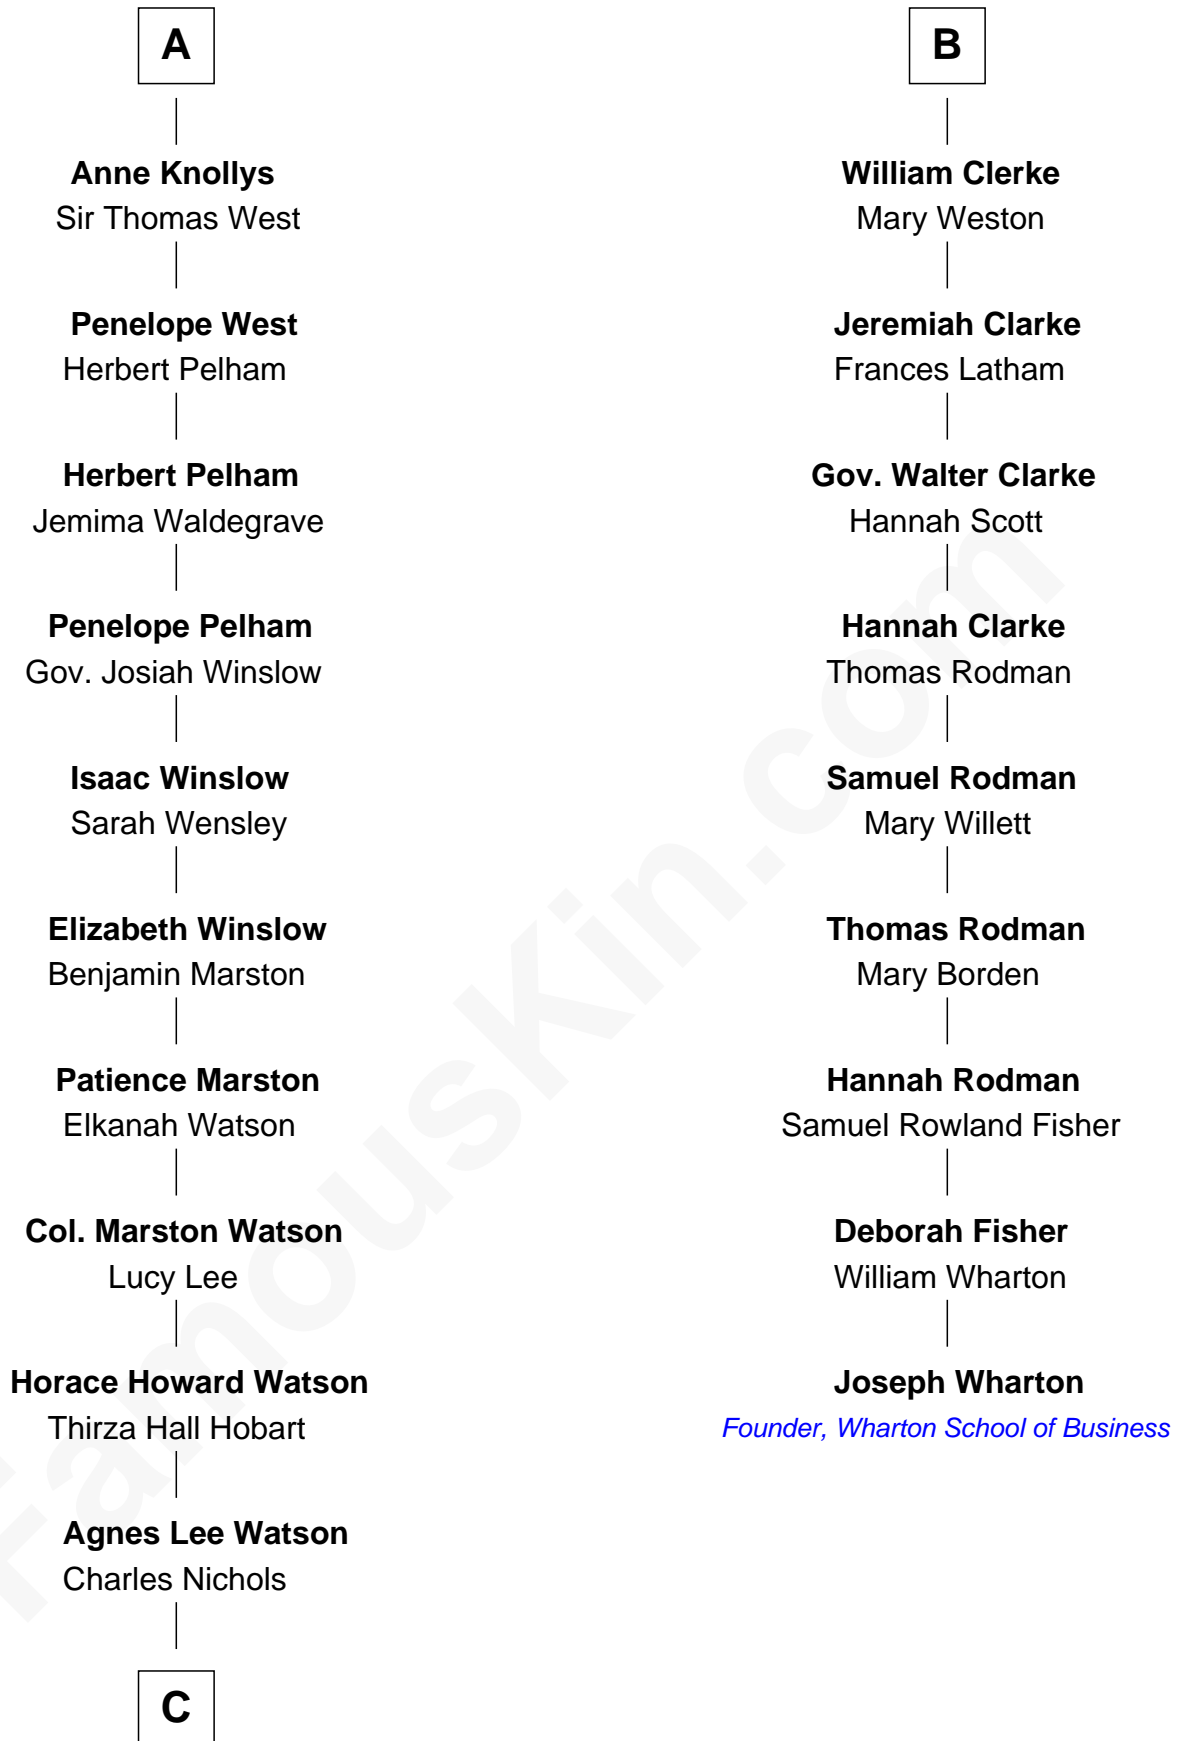 A
Anne Knollys
Sir Thomas West
Penelope West
Herbert Pelham
Herbert Pelham
Jemima Waldegrave
Penelope Pelham
Gov. Josiah Winslow
Isaac Winslow
Sarah Wensley
Elizabeth Winslow
Benjamin Marston
Patience Marston
Elkanah Watson
Col. Marston Watson
Lucy Lee
Horace Howard Watson
Thirza Hall Hobart
Agnes Lee Watson
Charles Nichols
C
B
William Clerke
Mary Weston
Jeremiah Clarke
Frances Latham
Gov. Walter Clarke
Hannah Scott
Hannah Clarke
Thomas Rodman
Samuel Rodman
Mary Willett
Thomas Rodman
Mary Borden
Hannah Rodman
Samuel Rowland Fisher
Deborah Fisher
William Wharton
Joseph Wharton
Founder, Wharton School of Business
FamousKin.com